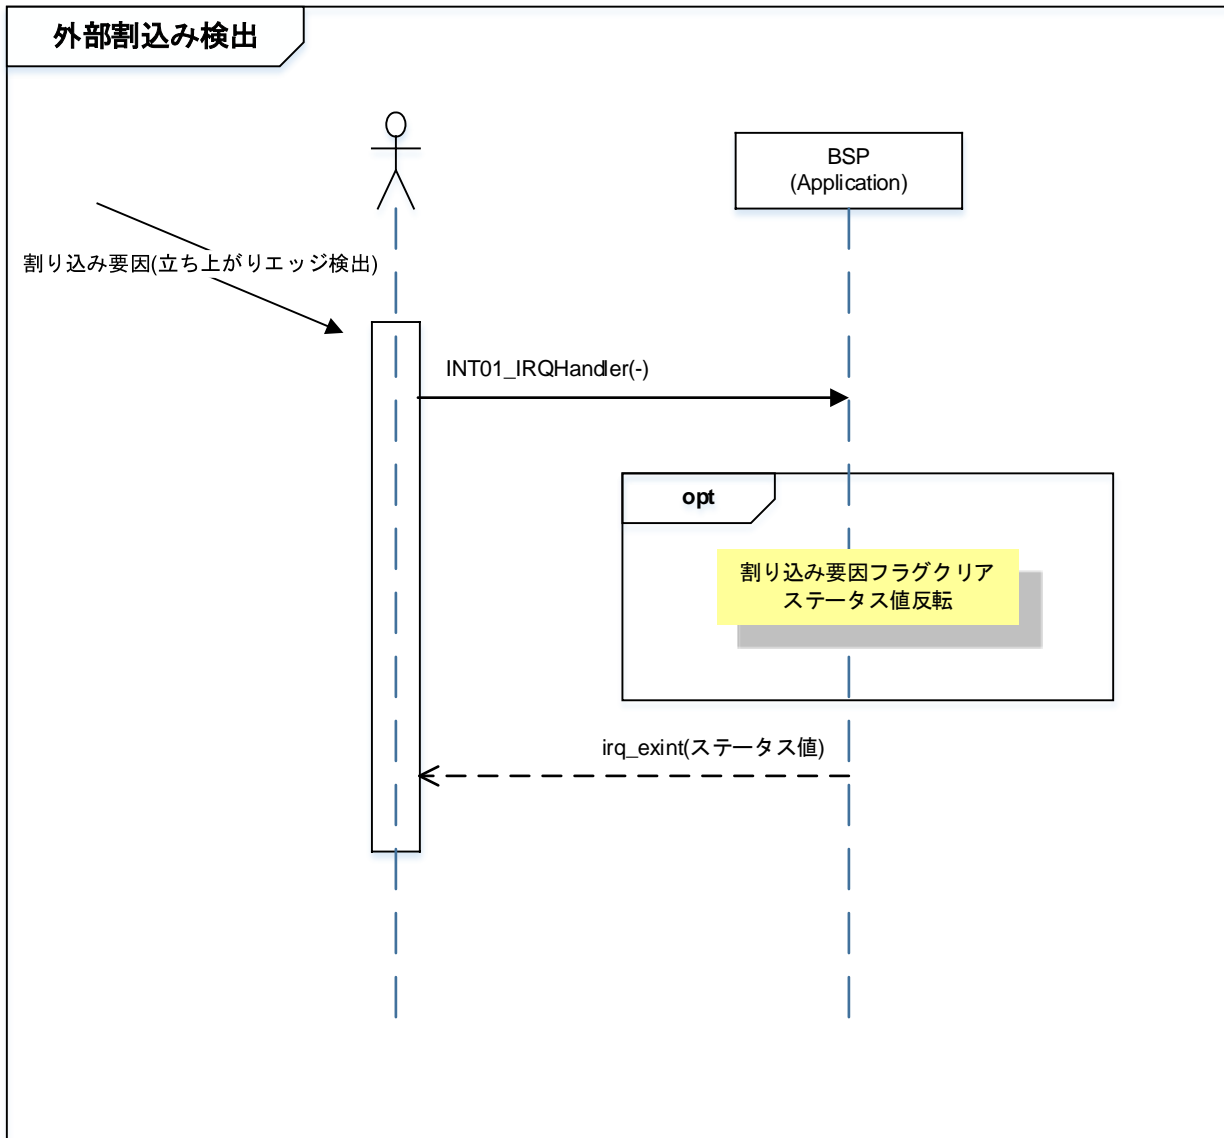 外部割込み検出
BSP
(Application)
割り込み要因(立ち上がりエッジ検出)
INT01_IRQHandler(-)
opt
割り込み要因フラグクリア
ステータス値反転
irq_exint(ステータス値)